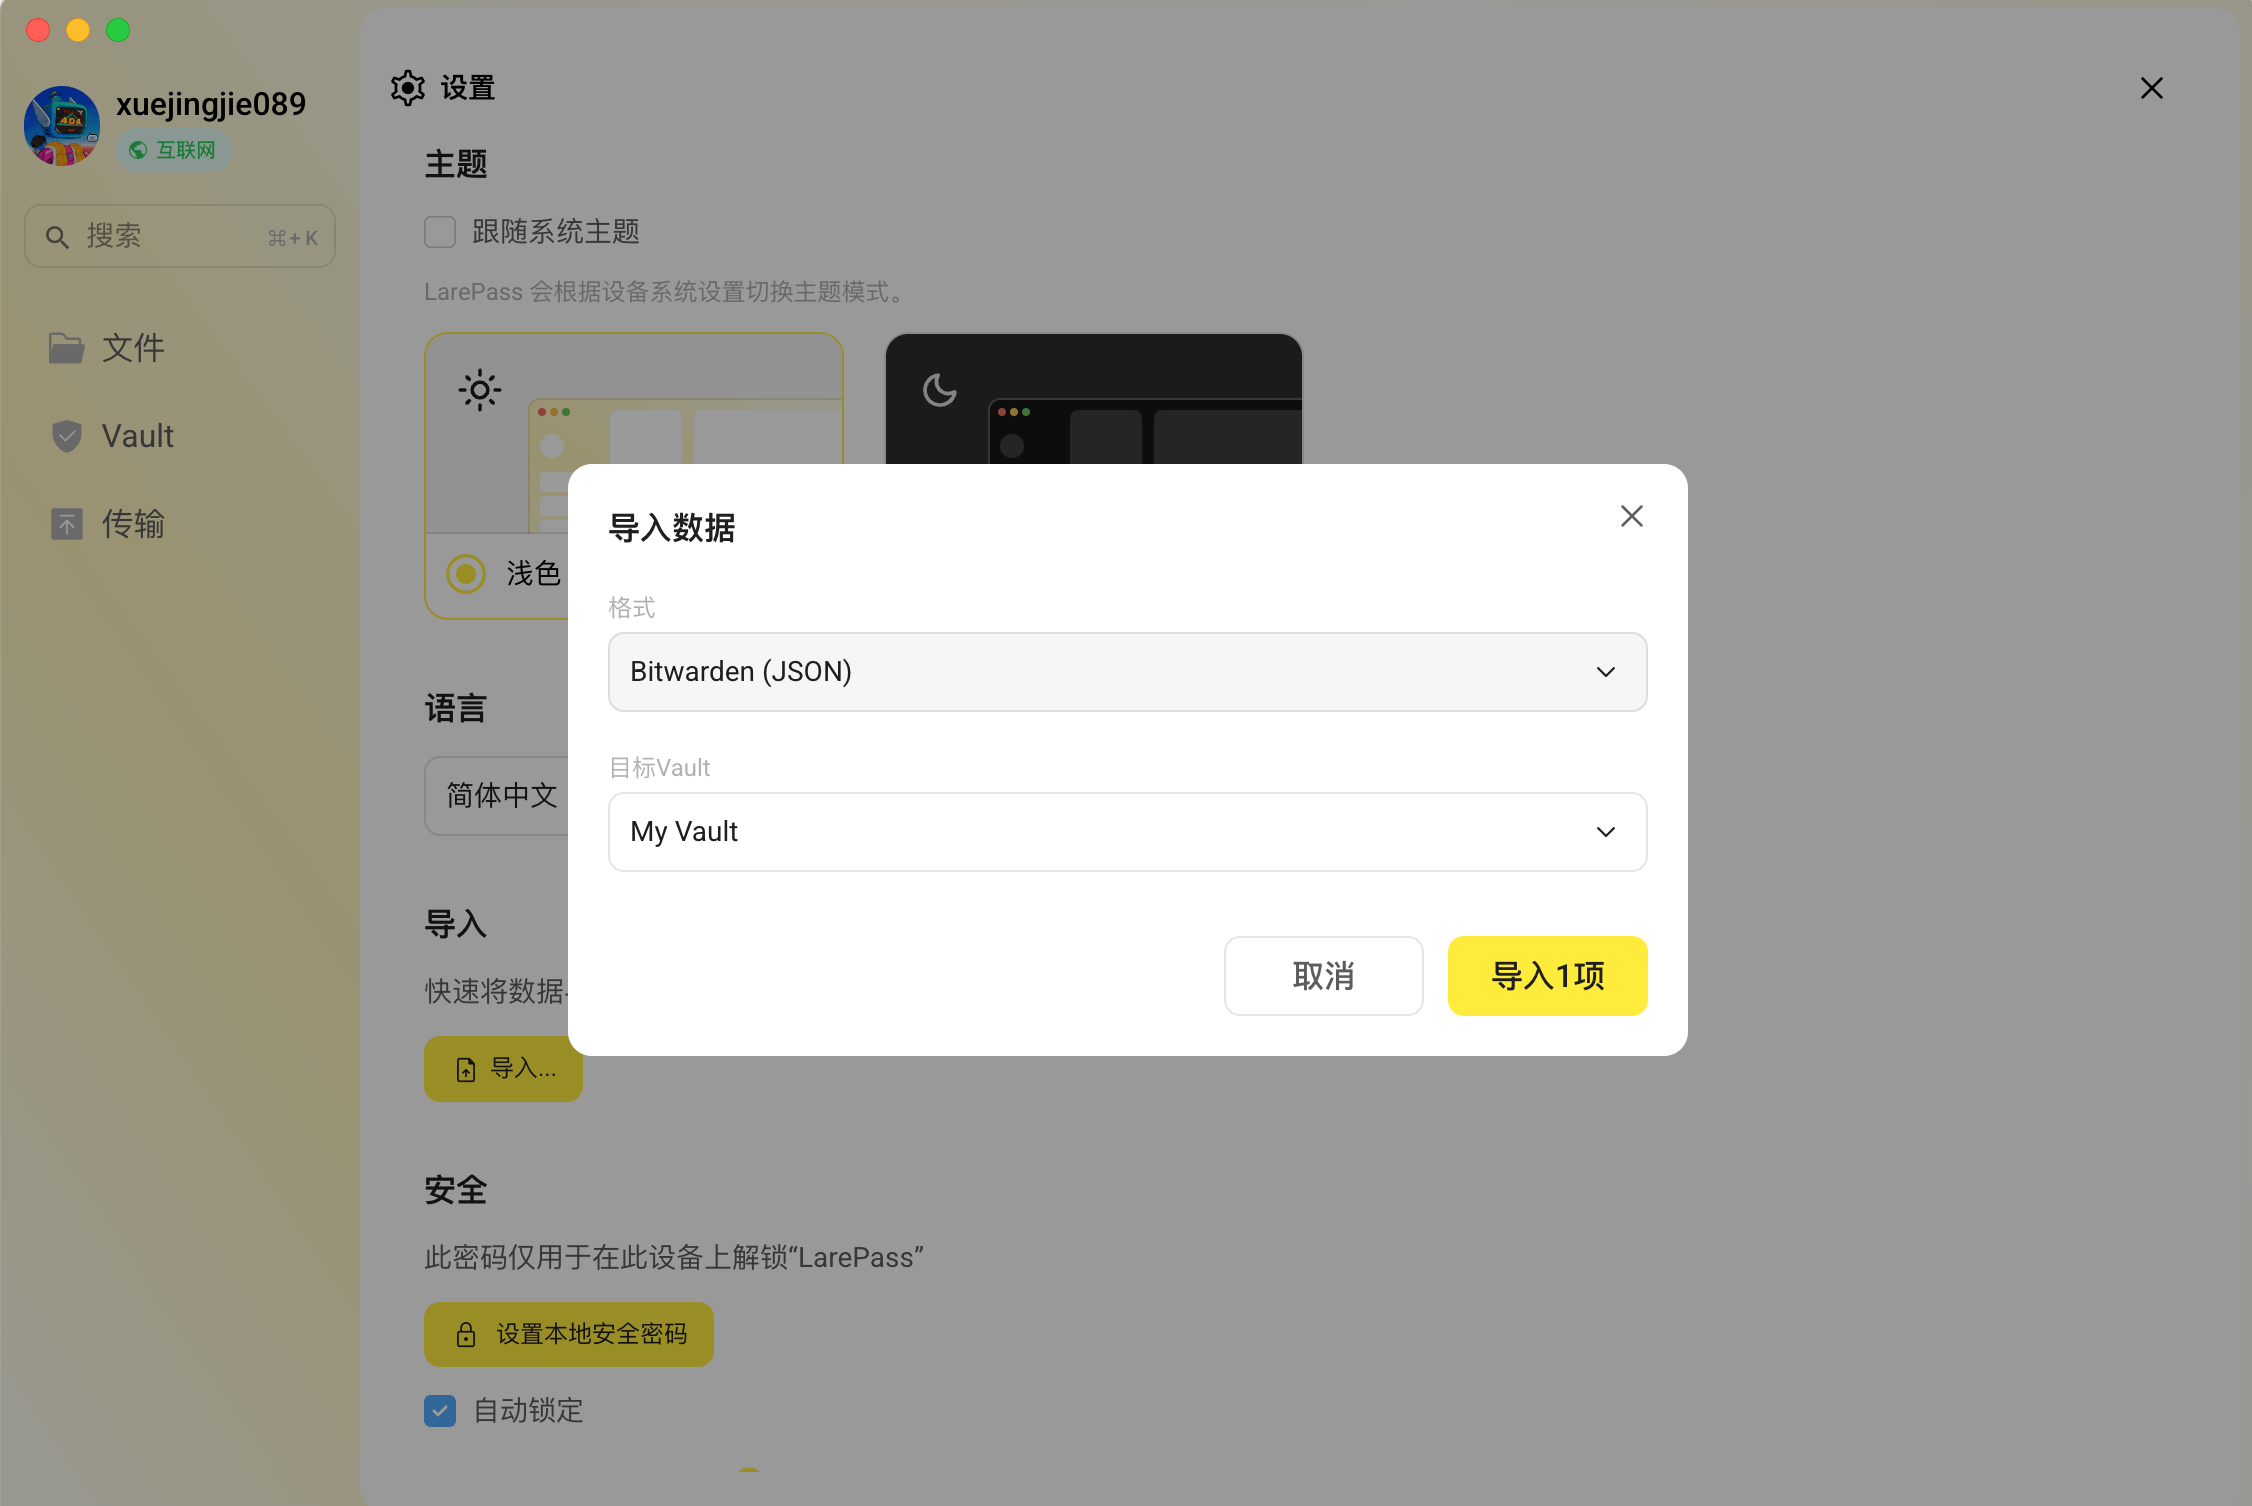 xuejingjie089
互联网
搜索
⌘+ K
文件
Vault
传输
设置
主题
跟随系统主题
LarePass 会根据设备系统设置切换主题模式。
浅色
语言
简体中文
导入
快速将数据
导入...
安全
此密码仅用于在此设备上解锁“LarePass”
设置本地安全密码
自动锁定
导入数据
格式
Bitwarden (JSON)
目标Vault
My Vault
取消
导入1项